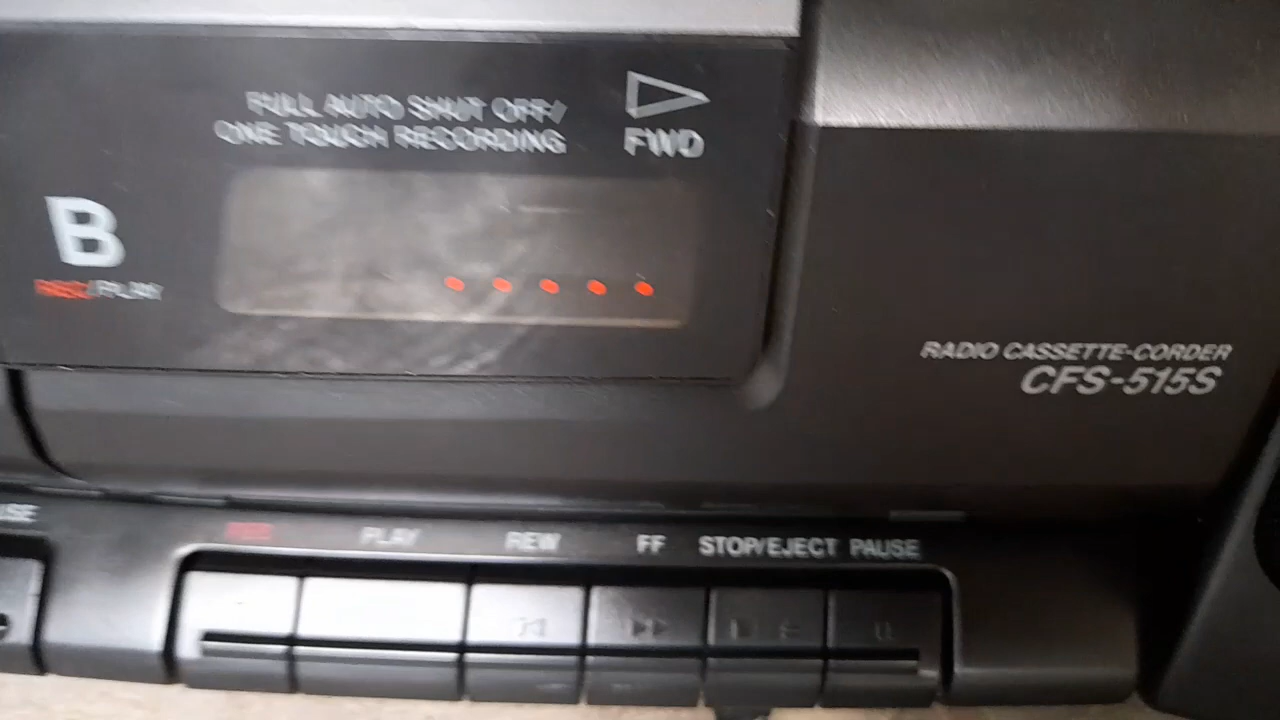 FULL AUTO SHUT OFF/
ONE TOUCH RECORDING
FWD
B
REC/PLAY
RADIO CASSETTE-CORDER
CFS-515S
REC PLAY REW FF STOP/EJECT PAUSE